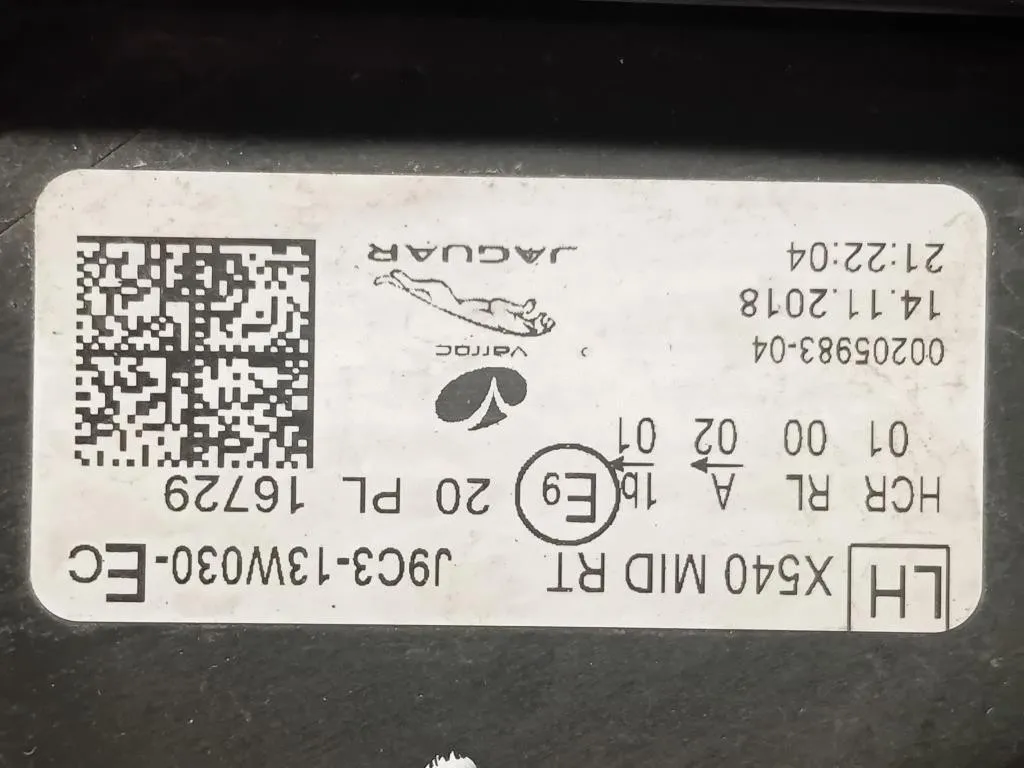 LH X540 MID RT J9C3-13W030-EC
HCR RL A 1b E9 20 PL 16729
01 00 02 01
00205983-04
14.11.2018
21:22:04
varroc
JAGUAR